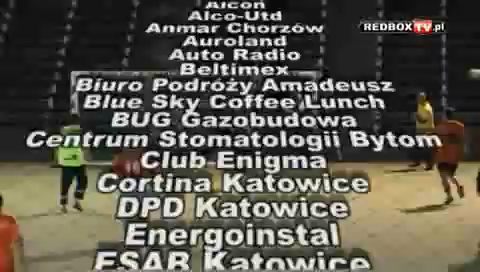 Alcon
Alco-Utd
REDBOXTV.pl
Anmar Chorzów
Auroland
Auto Radio
Beltimex
Biuro Podróży Amadeusz
Blue Sky Coffee Lunch
BUG Gazobudowa
Centrum Stomatologii Bytom
Club Enigma
Cortina Katowice
DPD Katowice
Energoinstal
ESAB Katowice